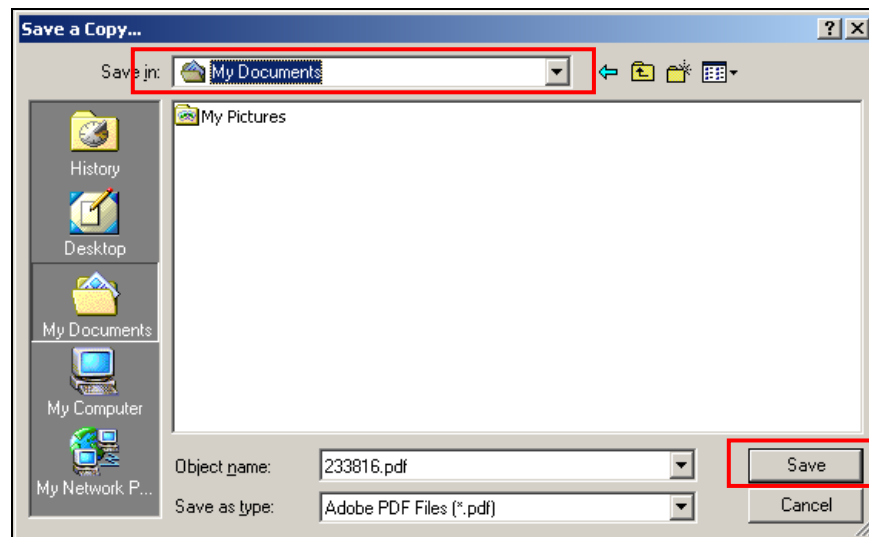 Save a Copy...
Save in: My Documents
My Pictures
History
Desktop
My Documents
My Computer
My Network P...
Object name: 233816.pdf Save
Save as type: Adobe PDF Files (*.pdf) Cancel